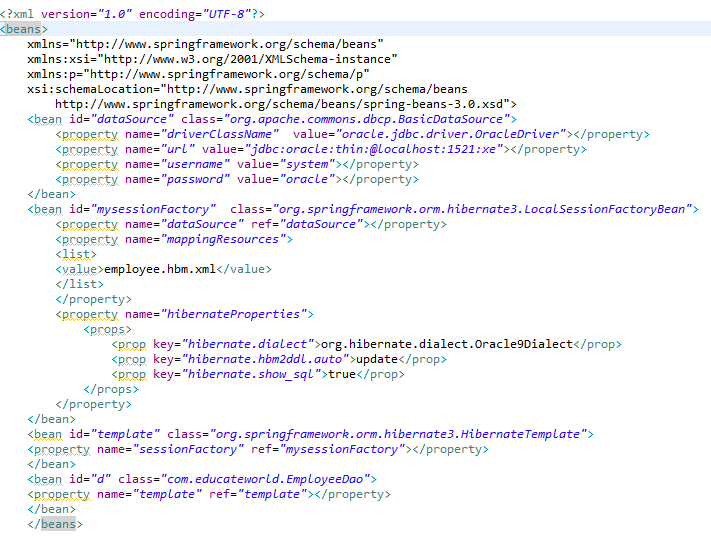 <?xml version="1.0" encoding="UTF-8"?>
<beans>
    xmlns="http://www.springframework.org/schema/beans"
    xmlns:xsi="http://www.w3.org/2001/XMLSchema-instance"
    xmlns:p="http://www.springframework.org/schema/p"
    xsi:schemaLocation="http://www.springframework.org/schema/beans
        http://www.springframework.org/schema/beans/spring-beans-3.0.xsd">
    <bean id="dataSource" class="org.apache.commons.dbcp.BasicDataSource">
        <property name="driverClassName"  value="oracle.jdbc.driver.OracleDriver"></property>
        <property name="url" value="jdbc:oracle:thin:@localhost:1521:xe"></property>
        <property name="username" value="system"></property>
        <property name="password" value="oracle"></property>
    </bean>
    <bean id="mysessionFactory"  class="org.springframework.orm.hibernate3.LocalSessionFactoryBean">
        <property name="dataSource" ref="dataSource"></property>
        <property name="mappingResources">
        <list>
        <value>employee.hbm.xml</value>
        </list>
        </property>
        <property name="hibernateProperties">
            <props>
                <prop key="hibernate.dialect">org.hibernate.dialect.Oracle9Dialect</prop>
                <prop key="hibernate.hbm2ddl.auto">update</prop>
                <prop key="hibernate.show_sql">true</prop>
            </props>
        </property>
    </bean>
    <bean id="template" class="org.springframework.orm.hibernate3.HibernateTemplate">
    <property name="sessionFactory" ref="mysessionFactory"></property>
    </bean>
    <bean id="d" class="com.educateworld.EmployeeDao">
    <property name="template" ref="template"></property>
    </bean>
    </beans>